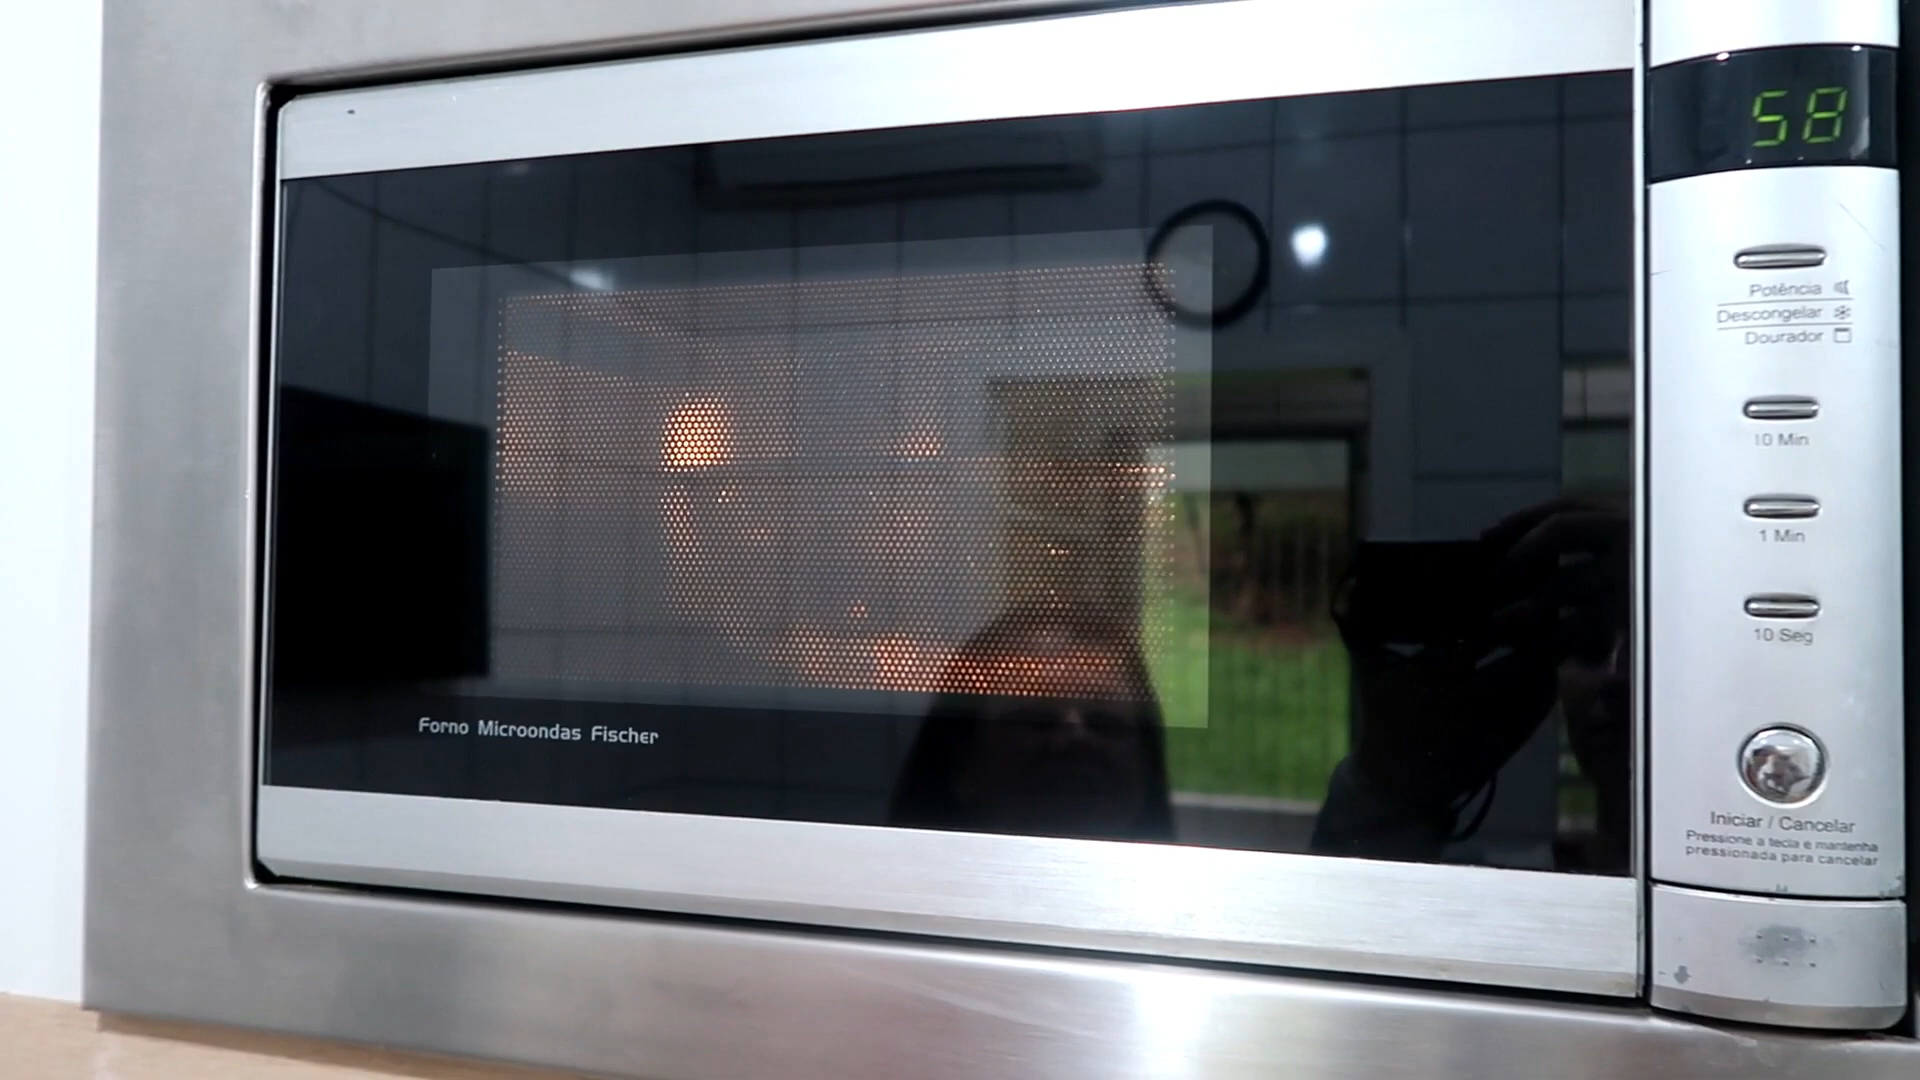 58
Potência
Descongelar
Dourador
10 Min
1 Min
10 Seg
Iniciar / Cancelar
Pressione a tecla e mantenha
pressionada para cancelar
Forno Microondas Fischer